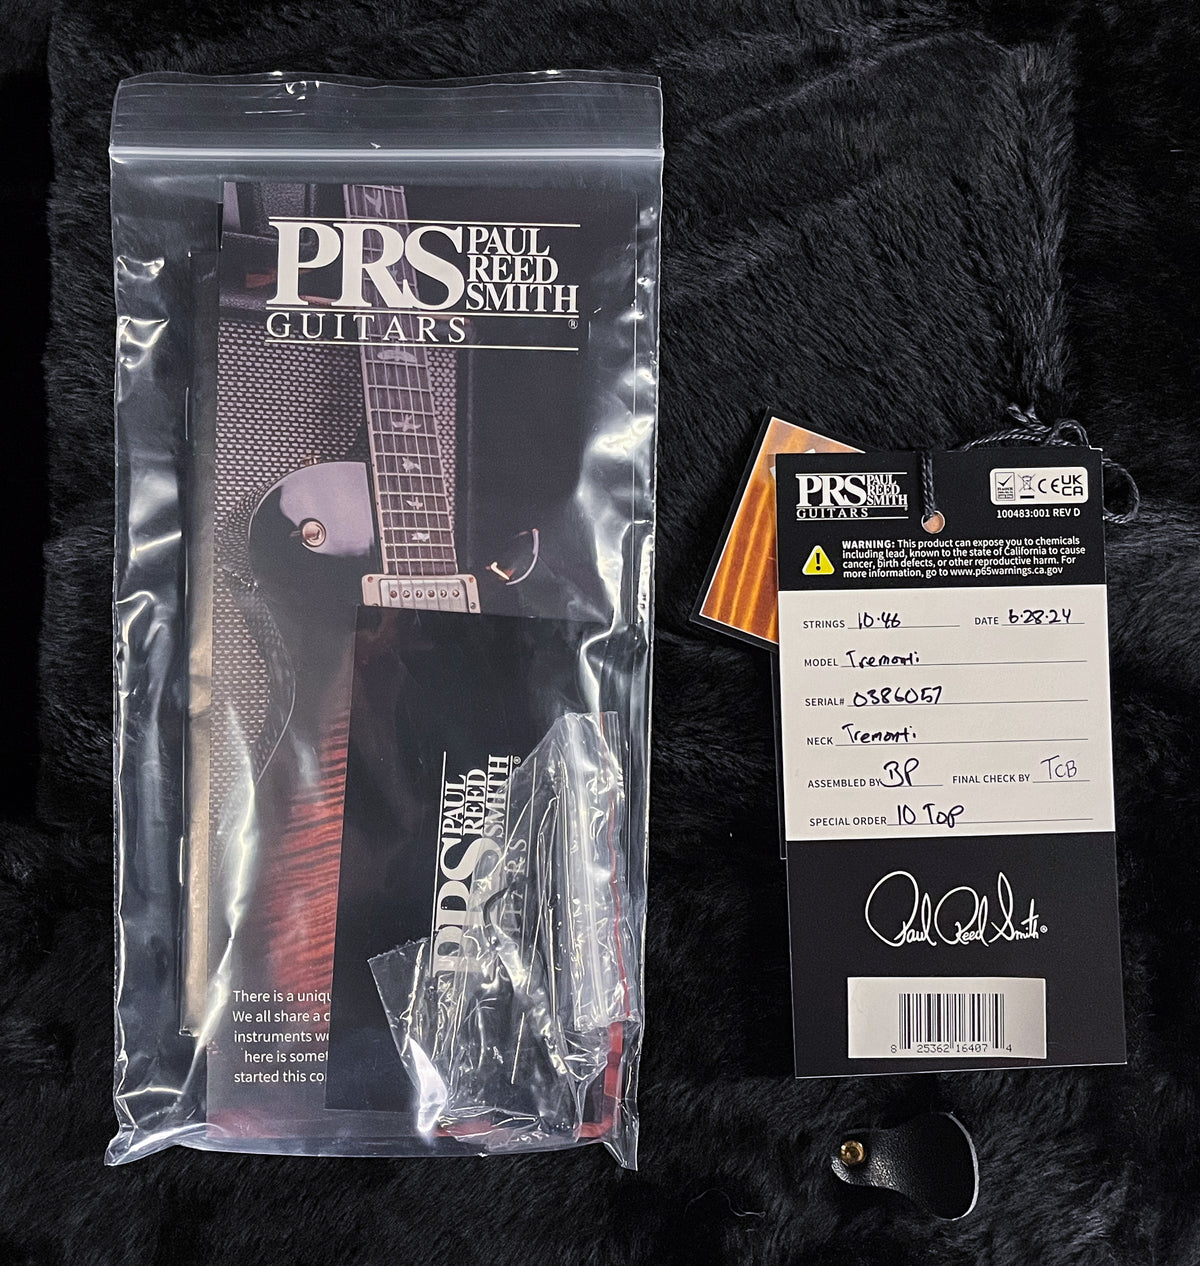 PRS PAUL
REED
SMITH
GUITARS ®
There is a uniqu
We all share a c
instruments we
here is somet
started this co
PRS PAUL
REED
SMITH ®
GUITARS
PRS PAUL
REED
SMITH
GUITARS
CE UK
CA
100483:001 REV D
WARNING: This product can expose you to chemicals
including lead, known to the state of California to cause
cancer, birth defects, or other reproductive harm. For
more information, go to www.p65warnings.ca.gov
STRINGS 10-46 DATE 6-28-24
MODEL Tremonti
SERIAL# 0386057
NECK Tremonti
ASSEMBLED BY BP FINAL CHECK BY TCB
SPECIAL ORDER 10 Top
Paul Reed Smith ®
8 25362 16407 4